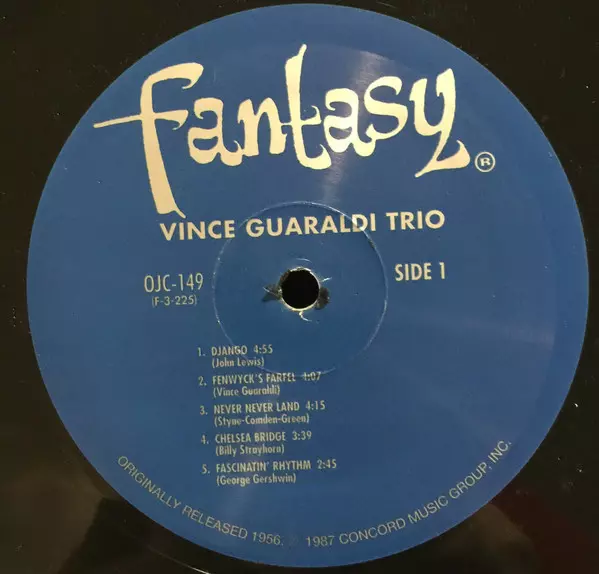 fantasy®
VINCE GUARALDI TRIO
OJC-149
(F-3-225)
SIDE 1
1. DJANGO 4:55
(John Lewis)
2. FENWYCK'S FARFEL 4:07
(Vince Guaraldi)
3. NEVER NEVER LAND 4:15
(Styne-Comden-Green)
4. CHELSEA BRIDGE 3:39
(Billy Strayhorn)
5. FASCINATIN' RHYTHM 2:45
(George Gershwin)
ORIGINALLY RELEASED 1956, 1987 CONCORD MUSIC GROUP, INC.